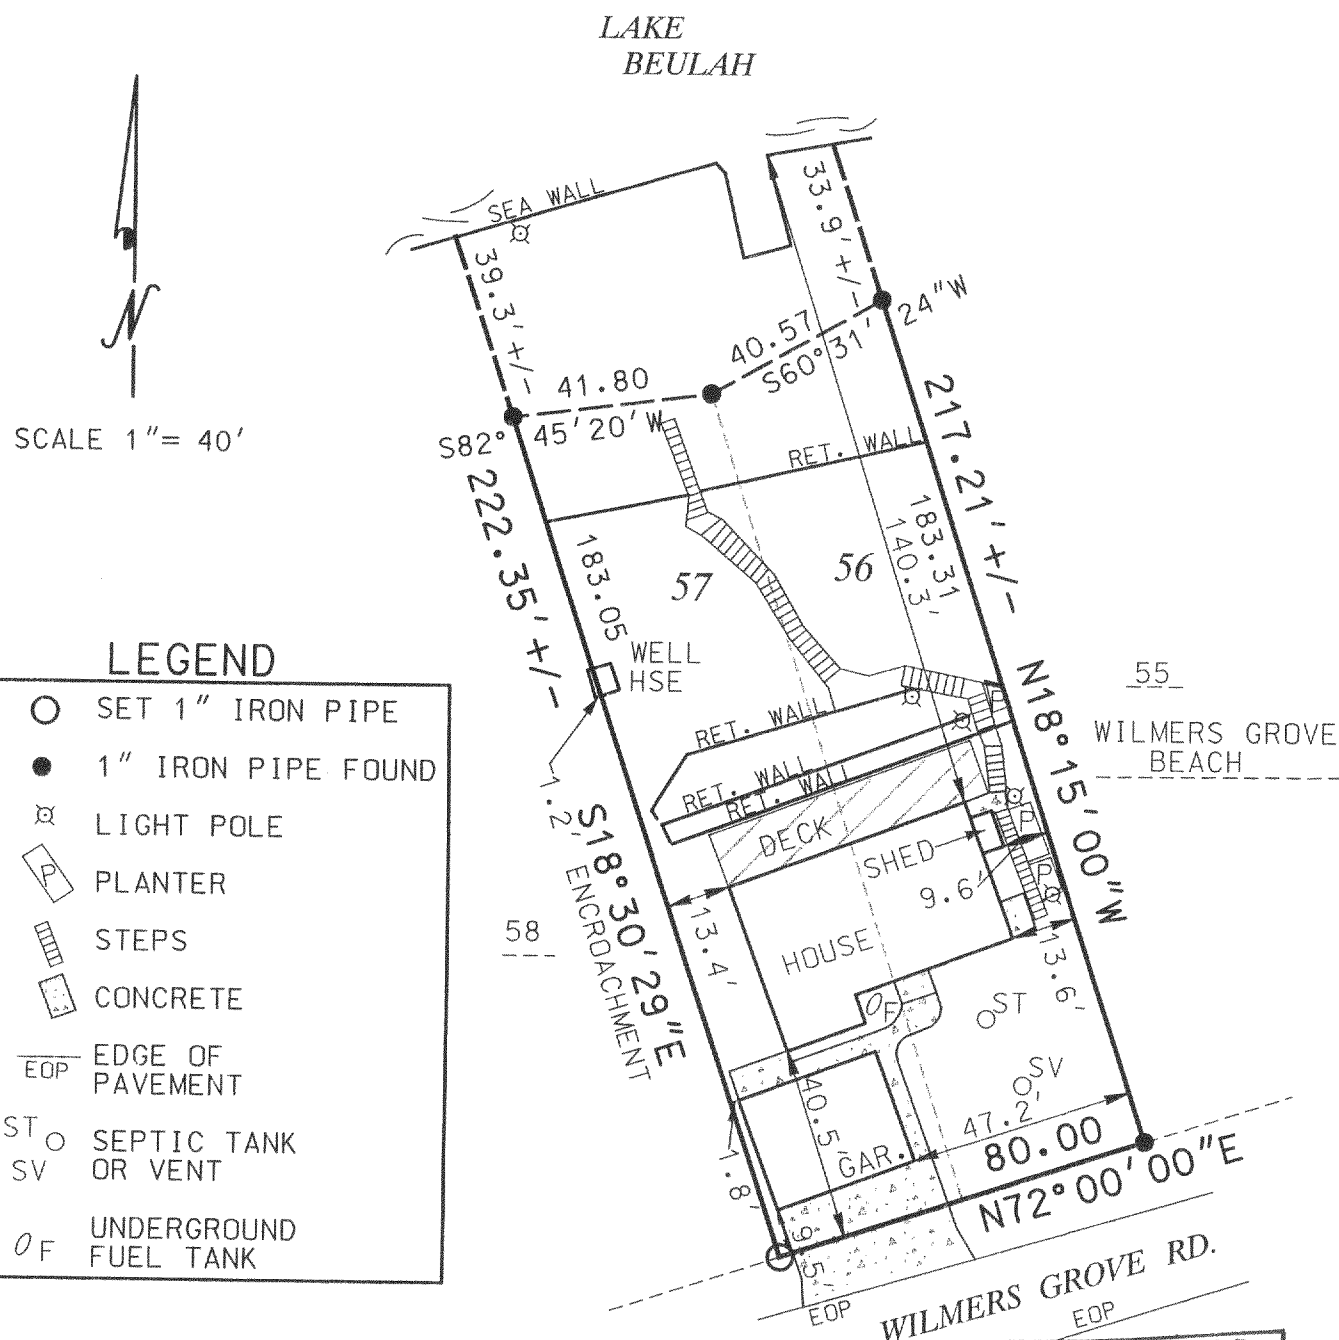 LAKE
BEULAH
N
SCALE 1"= 40'
SEA WALL
39.3'+/-
33.9'+/-
41.80
S82°45'20"W
40.57
S60°31'24"W
222.35'+/-
217.21'+/-
RET. WALL
183.05
183.31
140.3'
57
56
WELL
HSE
1.2' ENCROACHMENT
S18°30'29"E
N18°15'00"W
55
WILMERS GROVE
BEACH
58
RET. WALL
RET. WALL
RET. WALL
P
DECK
SHED
P
P
9.6'
13.4'
HOUSE
13.6'
0F
ST
SV
40.5'
47.2'
GAR.
1.8'
9.5'
80.00
N72°00'00"E
WILMERS GROVE RD.
EOP
EOP
LEGEND
SET 1" IRON PIPE
1" IRON PIPE FOUND
LIGHT POLE
P PLANTER
STEPS
CONCRETE
EOP EDGE OF
PAVEMENT
ST SEPTIC TANK
SV OR VENT
0F UNDERGROUND
FUEL TANK